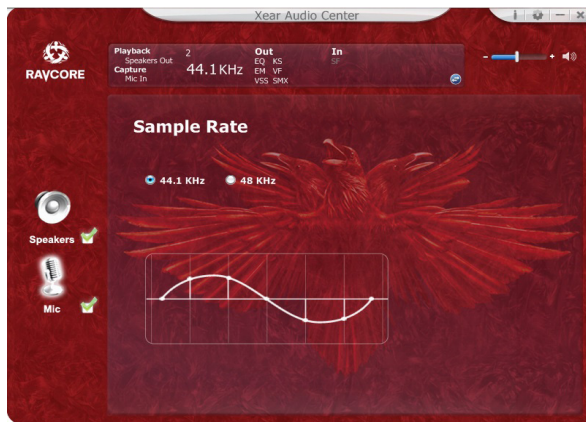 Xear Audio Center
i
RAVCORE
Playback
Speakers Out
Capture
Mic In
2
44.1 KHz
Out
EQ KS
EM VF
VSS SMX
In
SF
- +
Sample Rate
44.1 KHz
48 KHz
Speakers
Mic